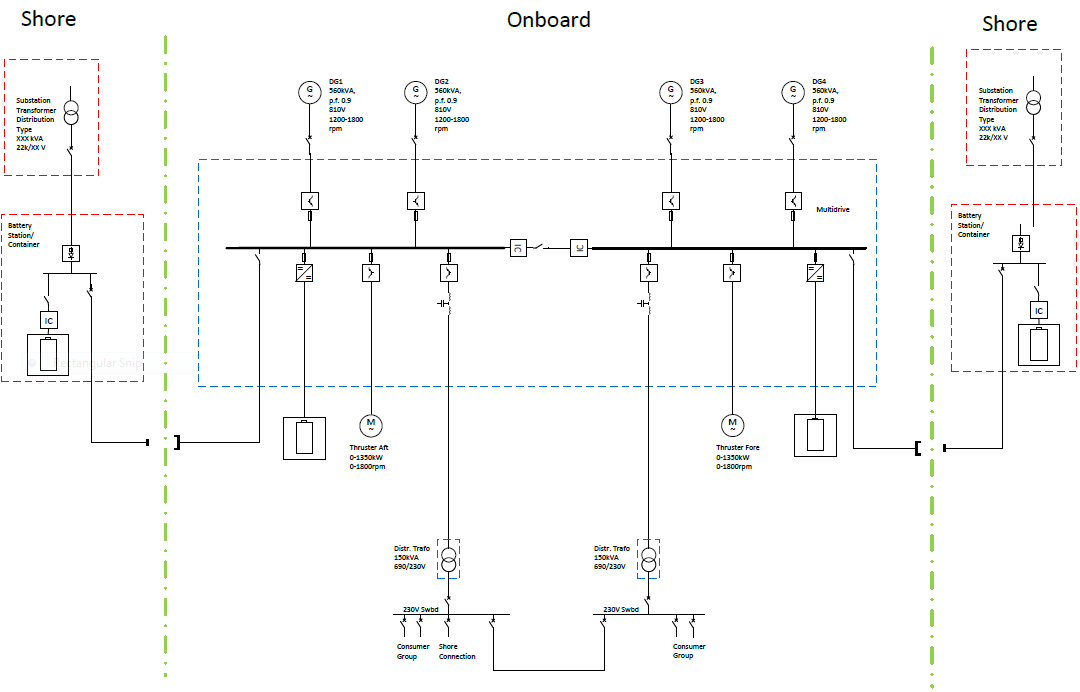 Shore
Onboard
Shore
Substation
Transformer
Distribution
Type
XXX kVA
22k/XX V
G
~
DG1
560kVA,
p.f. 0.9
810V
1200-1800
rpm
G
~
DG2
560kVA,
p.f. 0.9
810V
1200-1800
rpm
G
~
DG3
560kVA,
p.f. 0.9
810V
1200-1800
rpm
G
~
DG4
560kVA,
p.f. 0.9
810V
1200-1800
rpm
Substation
Transformer
Distribution
Type
XXX kVA
22k/XX V
Battery
Station/
Container
IC
Multidrive
IC
IC
Battery
Station/
Container
IC
Rectangular Snip
M
~
Thruster Aft
0-1350kW
0-1800rpm
M
~
Thruster Fore
0-1350kW
0-1800rpm
Distr. Trafo
150kVA
690/230V
Distr. Trafo
150kVA
690/230V
230V Swbd
Consumer
Group
Shore
Connection
230V Swbd
Consumer
Group